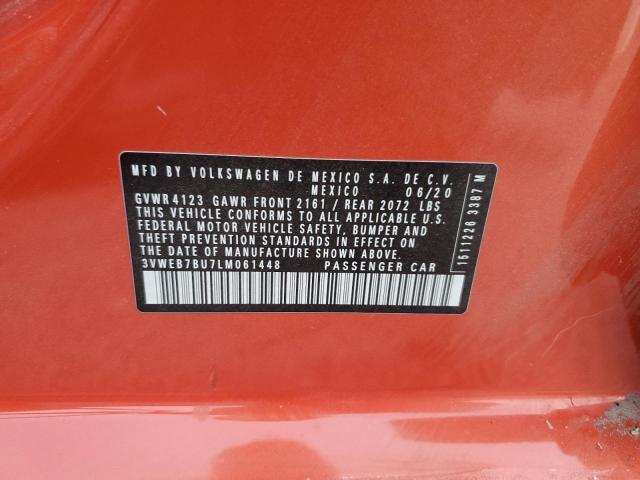 MFD BY VOLKSWAGEN DE MEXICO S.A. DE C.V.
MEXICO 06/20
GVWR 4123 GAWR FRONT 2161 / REAR 2072 LBS
THIS VEHICLE CONFORMS TO ALL APPLICABLE U.S.
FEDERAL MOTOR VEHICLE SAFETY, BUMPER AND
THEFT PREVENTION STANDARDS IN EFFECT ON
THE DATE OF MANUFACTURE SHOWN ABOVE
3VWEB7BU7LM061448 PASSENGER CAR
1511226 3387 M